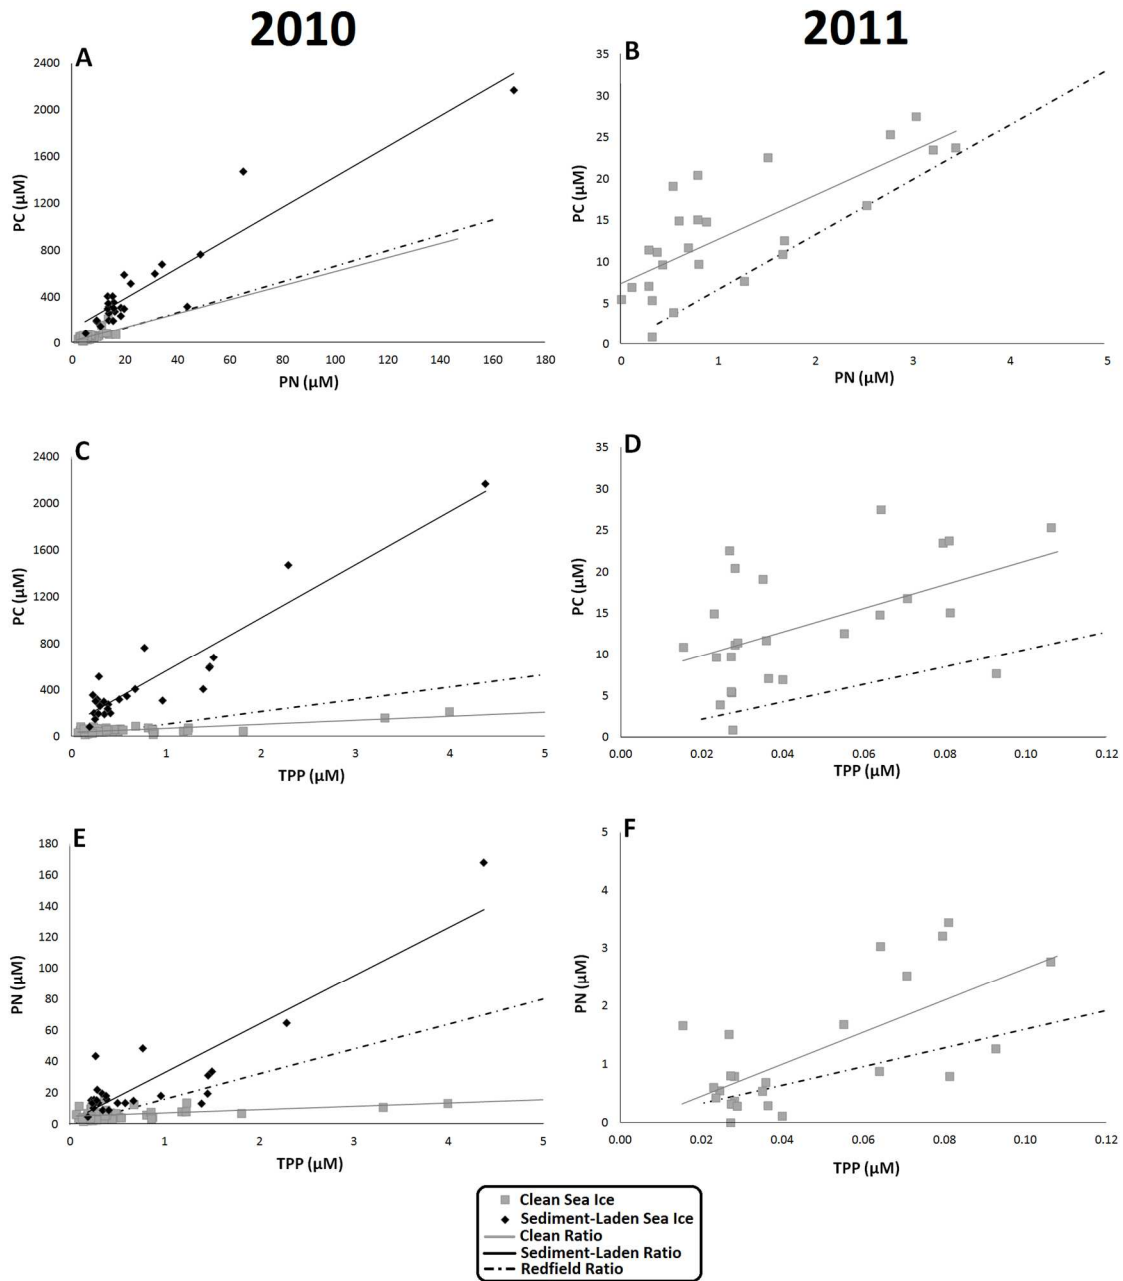 2010
2011
A
2400
2000
1600
1200
800
400
0
PC (µM)
0 20 40 60 80 100 120 140 160 180
PN (µM)
B
35
30
25
20
15
10
5
0
PC (µM)
0 1 2 3 4 5
PN (µM)
C
2400
2000
1600
1200
800
400
0
PC (µM)
0 1 2 3 4 5
TPP (µM)
D
35
30
25
20
15
10
5
0
PC (µM)
0.00 0.02 0.04 0.06 0.08 0.10 0.12
TPP (µM)
E
180
160
140
120
100
80
60
40
20
0
PN (µM)
0 1 2 3 4 5
TPP (µM)
F
5
4
3
2
1
0
PN (µM)
0.00 0.02 0.04 0.06 0.08 0.10 0.12
TPP (µM)
Clean Sea Ice
Sediment-Laden Sea Ice
Clean Ratio
Sediment-Laden Ratio
Redfield Ratio